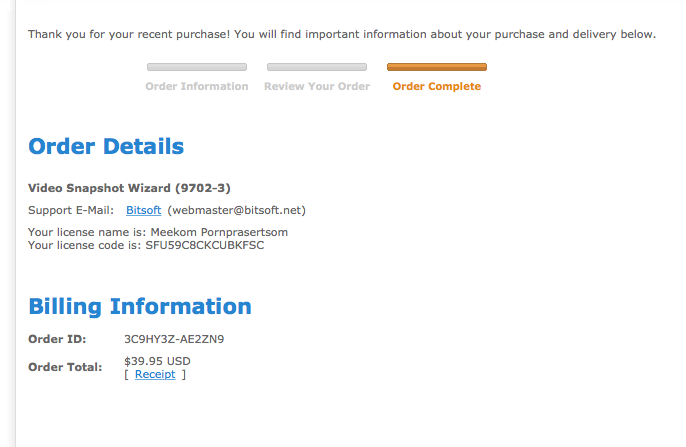 Thank you for your recent purchase! You will find important information about your purchase and delivery below.
Order Information Review Your Order Order Complete
Order Details
Video Snapshot Wizard (9702-3)
Support E-Mail: Bitsoft (webmaster@bitsoft.net)
Your license name is: Meekom Pornprasertsom
Your license code is: SFU59C8CKCUBKFSC
Billing Information
Order ID: 3C9HY3Z-AE2ZN9
Order Total: $39.95 USD
[ Receipt ]